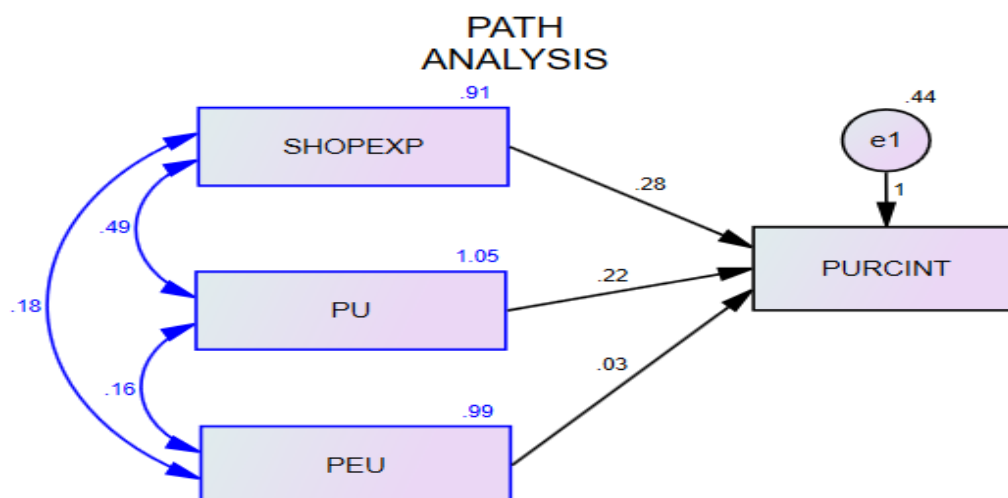 PATH
ANALYSIS
.91
SHOPEXP
.44
e1
1
.28
.49
1.05
PU
.22
PURCINT
.18
.03
.16
.99
PEU